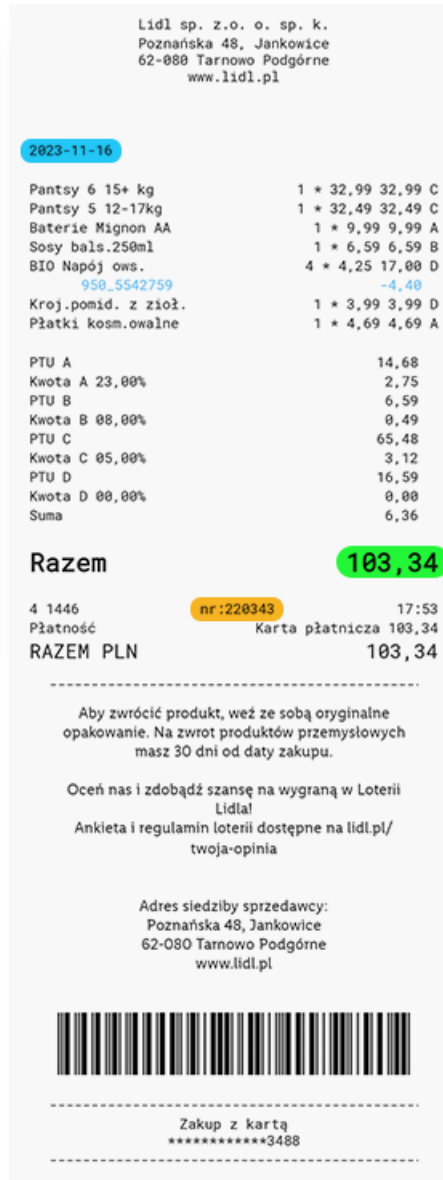 Lidl sp. z.o. o. sp. k.
Poznańska 48, Jankowice
62-080 Tarnowo Podgórne
www.lidl.pl
2023-11-16
Pantsy 6 15+ kg 1 * 32,99 32,99 C
Pantsy 5 12-17kg 1 * 32,49 32,49 C
Baterie Mignon AA 1 * 9,99 9,99 A
Sosy bals.250ml 1 * 6,59 6,59 B
BIO Napój ows. 4 * 4,25 17,00 D
950_5542759 -4,40
Kroj.pomid. z zioł. 1 * 3,99 3,99 D
Płatki kosm.owalne 1 * 4,69 4,69 A
PTU A 14,68
Kwota A 23,00% 2,75
PTU B 6,59
Kwota B 08,00% 0,49
PTU C 65,48
Kwota C 05,00% 3,12
PTU D 16,59
Kwota D 00,00% 0,00
Suma 6,36
Razem 103,34
4 1446 nr:220343 17:53
Płatność Karta płatnicza 103,34
RAZEM PLN 103,34
Aby zwrócić produkt, weź ze sobą oryginalne
opakowanie. Na zwrot produktów przemysłowych
masz 30 dni od daty zakupu.
Oceń nas i zdobądź szansę na wygraną w Loterii
Lidla!
Ankieta i regulamin loterii dostępne na lidl.pl/
twoja-opinia
Adres siedziby sprzedawcy:
Poznańska 48, Jankowice
62-080 Tarnowo Podgórne
www.lidl.pl
Zakup z kartą
************3488